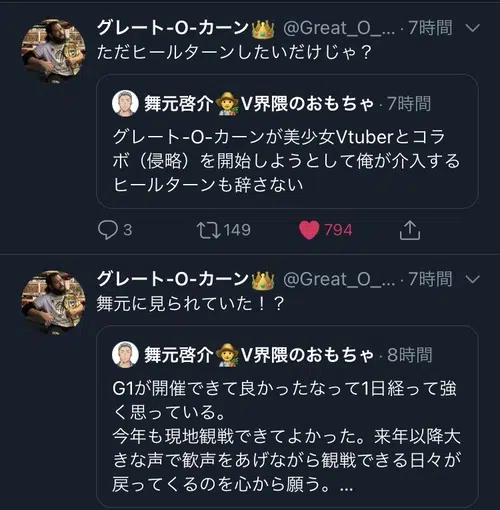 グレート-O-カーン👑 @Great_O_... · 7時間
ただヒールターンしたいだけじゃ？
舞元啓介👨‍🌾V界隈のおもちゃ · 7時間
グレート-O-カーンが美少女Vtuberとコラ
ボ（侵略）を開始しようとして俺が介入する
ヒールターンも辞さない
3 149 794
グレート-O-カーン👑 @Great_O_... · 7時間
舞元に見られていた！？
舞元啓介👨‍🌾V界隈のおもちゃ · 8時間
G1が開催できて良かったなって1日経って強
く思っている。
今年も現地観戦できてよかった。来年以降大
きな声で歓声をあげながら観戦できる日々が
戻ってくるのを心から願う。...